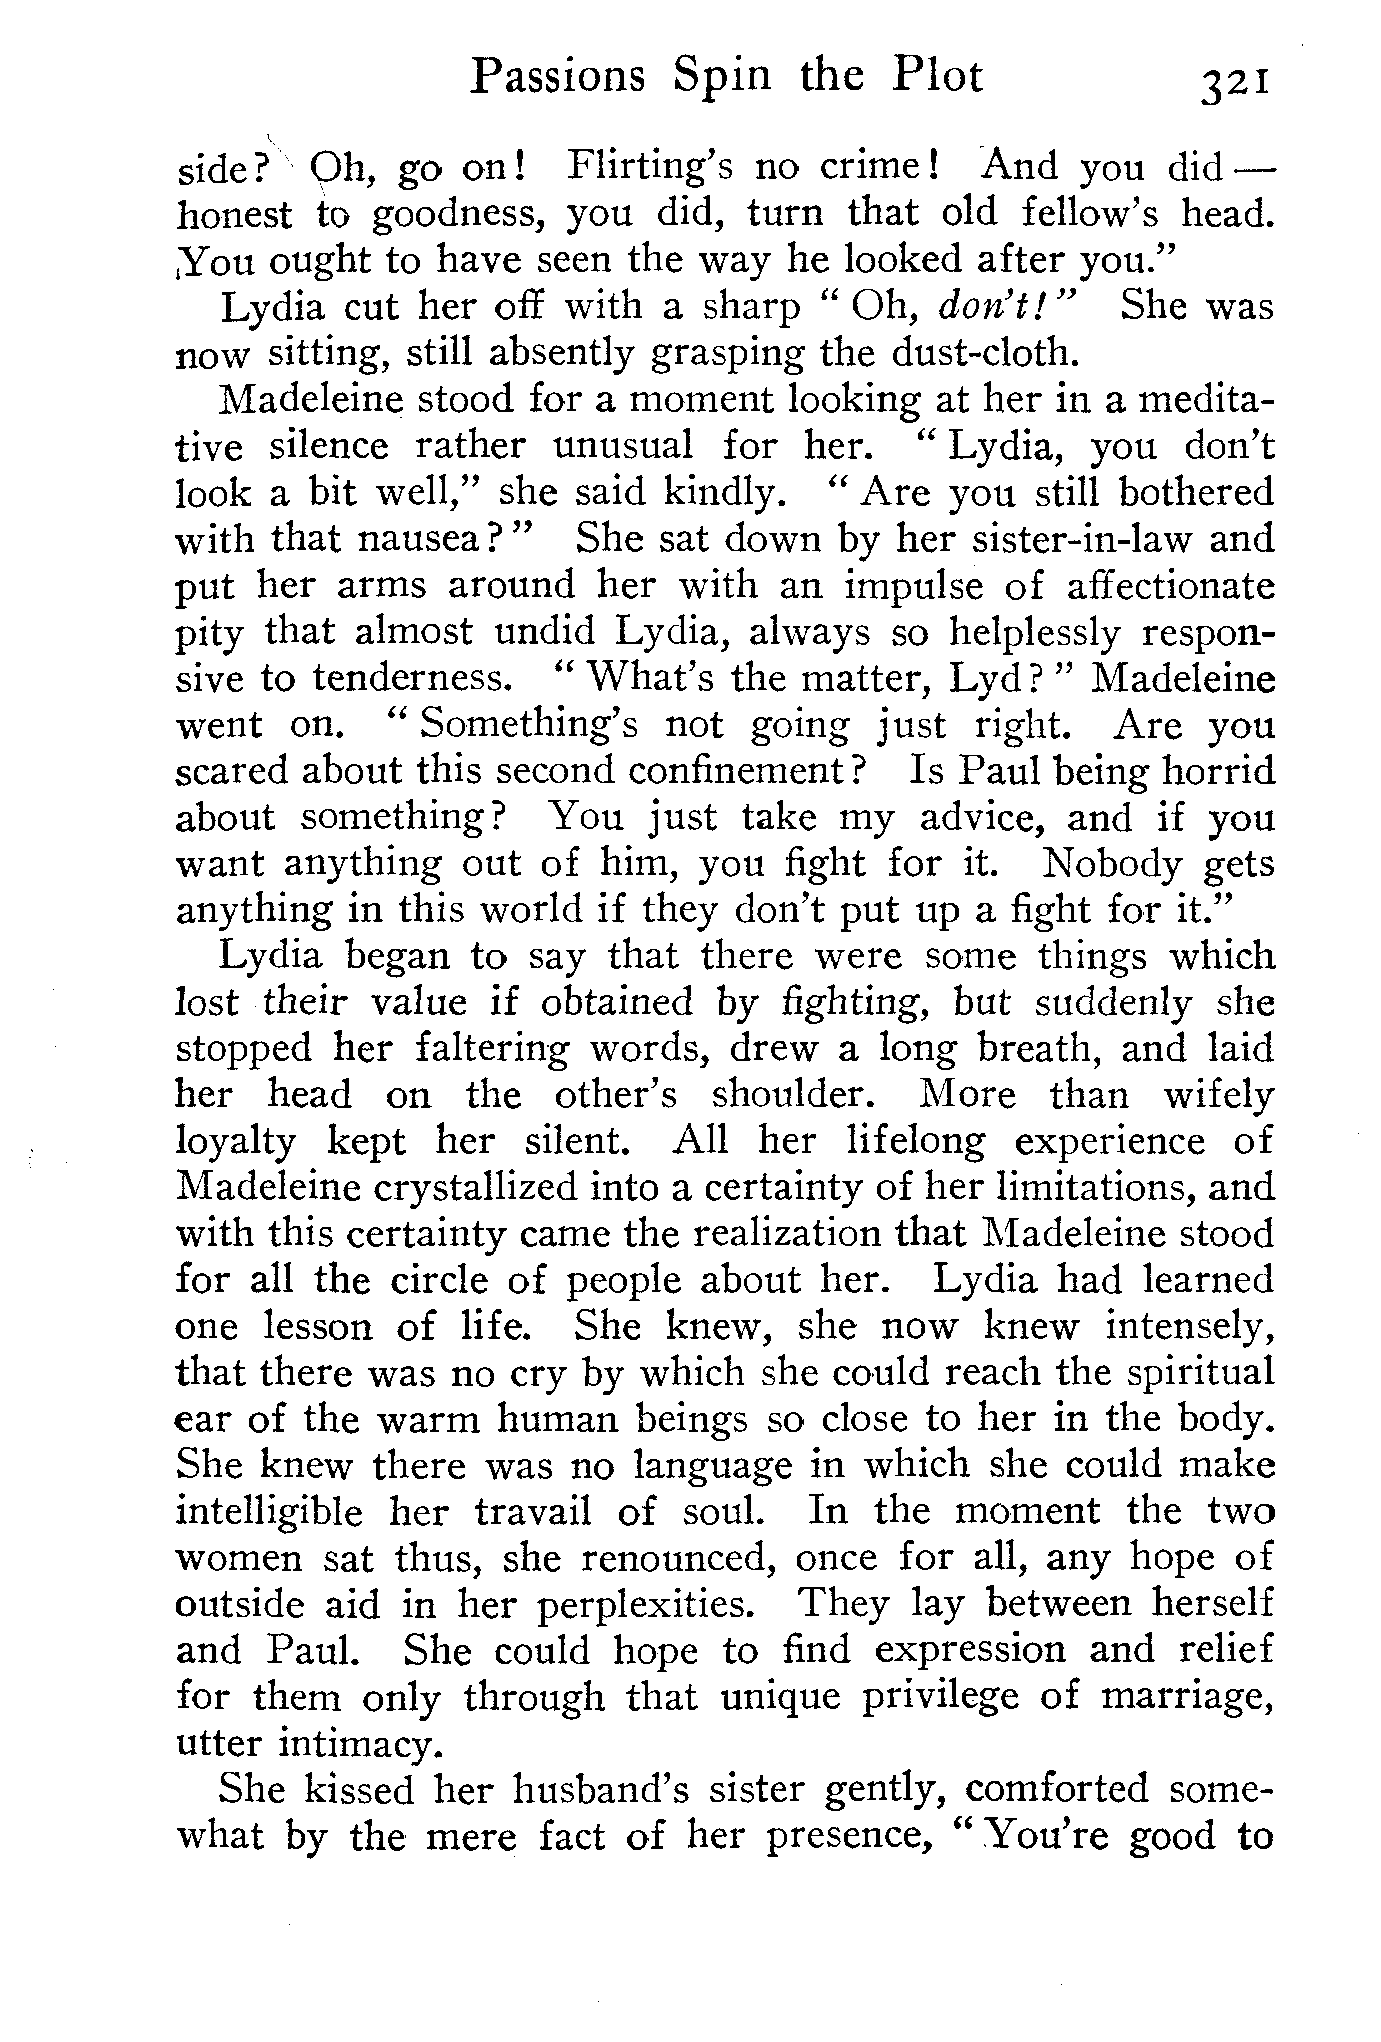 Passions Spin the Plot 321
side? Oh, go on! Flirting's no crime! And you did —
honest to goodness, you did, turn that old fellow's head.
You ought to have seen the way he looked after you."
Lydia cut her off with a sharp " Oh, don't!" She was
now sitting, still absently grasping the dust-cloth.
Madeleine stood for a moment looking at her in a medita-
tive silence rather unusual for her. " Lydia, you don't
look a bit well," she said kindly. " Are you still bothered
with that nausea?" She sat down by her sister-in-law and
put her arms around her with an impulse of affectionate
pity that almost undid Lydia, always so helplessly respon-
sive to tenderness. " What's the matter, Lyd?" Madeleine
went on. " Something's not going just right. Are you
scared about this second confinement? Is Paul being horrid
about something? You just take my advice, and if you
want anything out of him, you fight for it. Nobody gets
anything in this world if they don't put up a fight for it."
Lydia began to say that there were some things which
lost their value if obtained by fighting, but suddenly she
stopped her faltering words, drew a long breath, and laid
her head on the other's shoulder. More than wifely
loyalty kept her silent. All her lifelong experience of
Madeleine crystallized into a certainty of her limitations, and
with this certainty came the realization that Madeleine stood
for all the circle of people about her. Lydia had learned
one lesson of life. She knew, she now knew intensely,
that there was no cry by which she could reach the spiritual
ear of the warm human beings so close to her in the body.
She knew there was no language in which she could make
intelligible her travail of soul. In the moment the two
women sat thus, she renounced, once for all, any hope of
outside aid in her perplexities. They lay between herself
and Paul. She could hope to find expression and relief
for them only through that unique privilege of marriage,
utter intimacy.
She kissed her husband's sister gently, comforted some-
what by the mere fact of her presence, " You're good to